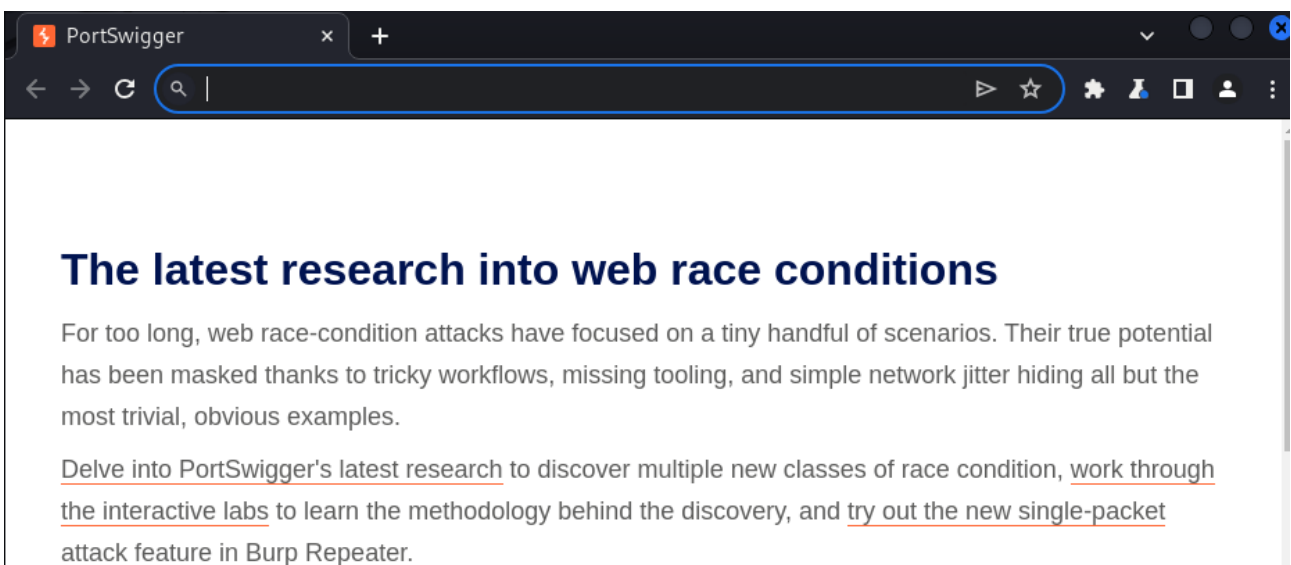 PortSwigger
The latest research into web race conditions
For too long, web race-condition attacks have focused on a tiny handful of scenarios. Their true potential
has been masked thanks to tricky workflows, missing tooling, and simple network jitter hiding all but the
most trivial, obvious examples.
Delve into PortSwigger's latest research to discover multiple new classes of race condition, work through
the interactive labs to learn the methodology behind the discovery, and try out the new single-packet
attack feature in Burp Repeater.